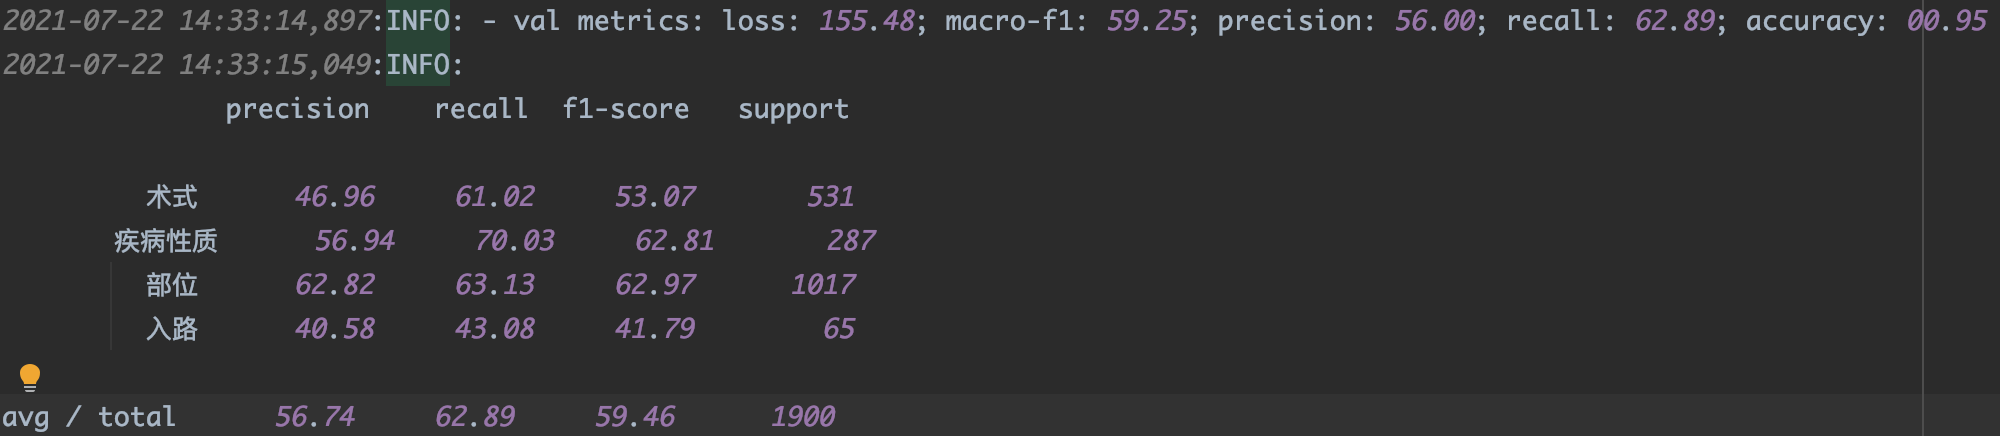 2021-07-22 14:33:14,897:INFO: - val metrics: loss: 155.48; macro-f1: 59.25; precision: 56.00; recall: 62.89; accuracy: 00.95
2021-07-22 14:33:15,049:INFO:
precision recall f1-score support
术式 46.96 61.02 53.07 531
疾病性质 56.94 70.03 62.81 287
部位 62.82 63.13 62.97 1017
入路 40.58 43.08 41.79 65
avg / total 56.74 62.89 59.46 1900